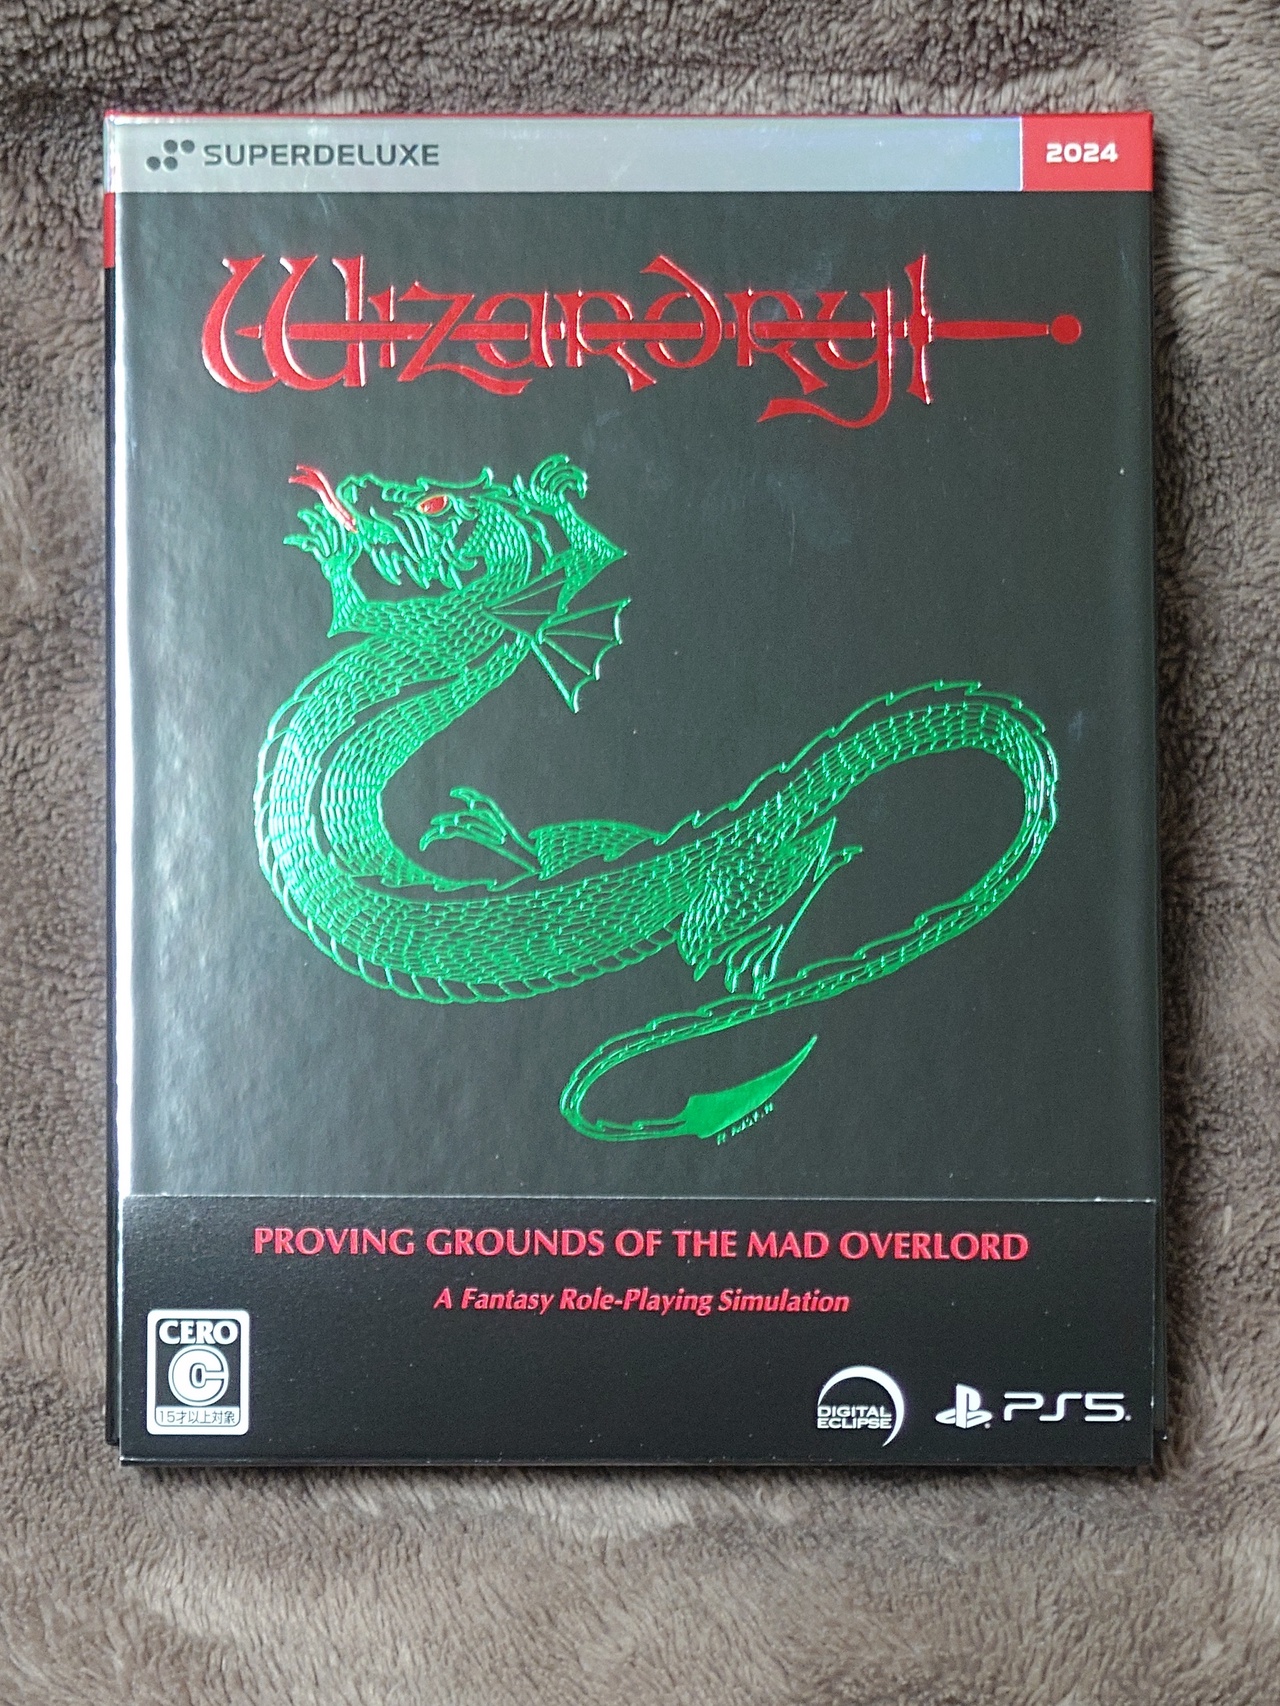 SUPERDELUXE
2024
Wizardry
PROVING GROUNDS OF THE MAD OVERLORD
A Fantasy Role-Playing Simulation
CERO
C
15才以上対象
DIGITAL
ECLIPSE
PS5